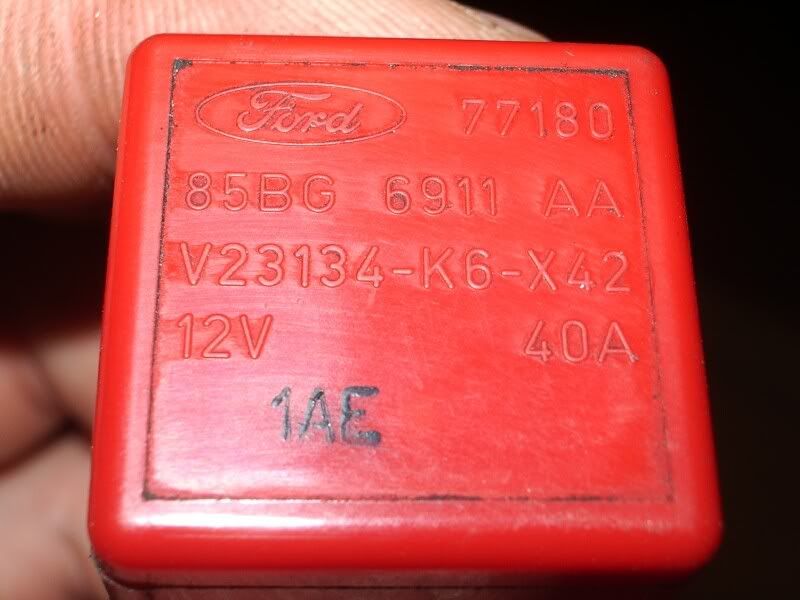 Ford 77180
85BG 6911 AA
V23134-K6-X42
12V 40A
1AE